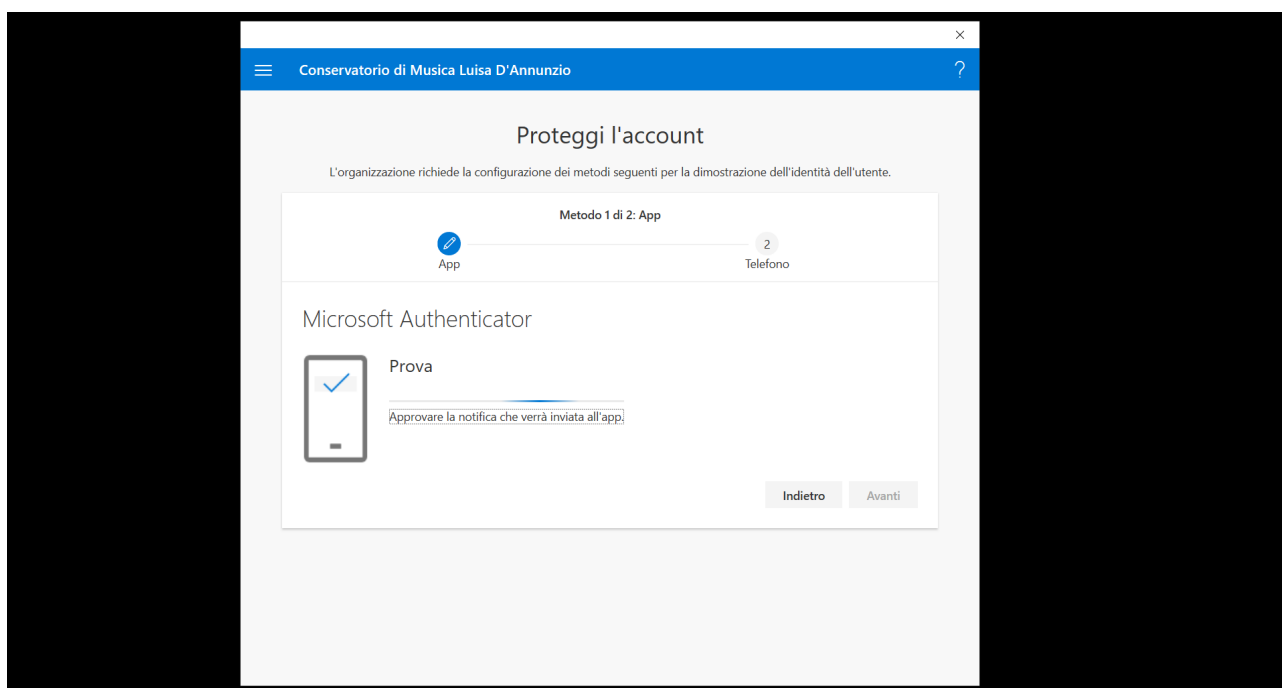 Conservatorio di Musica Luisa D'Annunzio
?
Proteggi l'account
L'organizzazione richiede la configurazione dei metodi seguenti per la dimostrazione dell'identità dell'utente.
Metodo 1 di 2: App
2
App
Telefono
Microsoft Authenticator
Prova
Approvare la notifica che verrà inviata all'app.
Indietro
Avanti